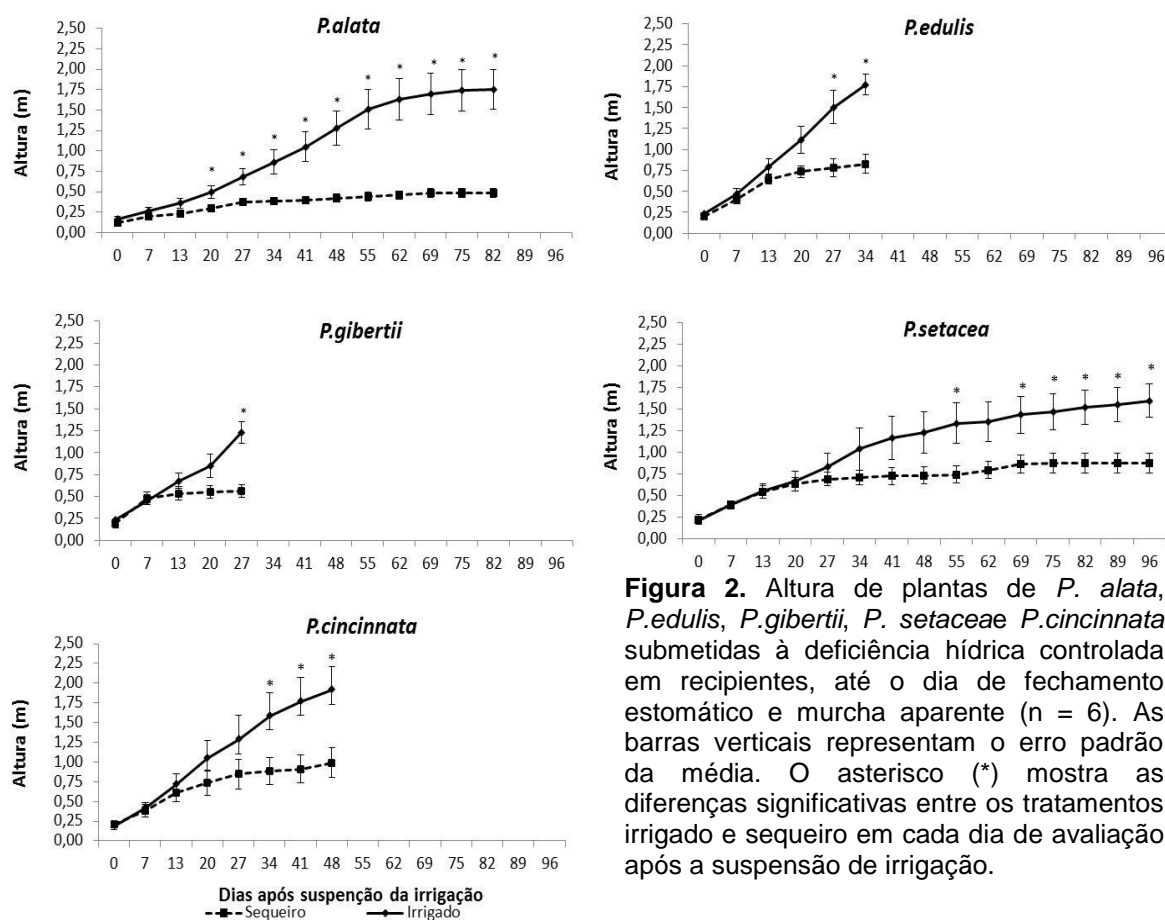 P.alata
2,50
2,25
2,00
1,75
1,50
1,25
1,00
0,75
0,50
0,25
0,00
Altura (m)
* * * * * * * * * *
0 7 13 20 27 34 41 48 55 62 69 75 82 89 96
P.edulis
2,50
2,25
2,00
1,75
1,50
1,25
1,00
0,75
0,50
0,25
0,00
Altura (m)
* *
0 7 13 20 27 34 41 48 55 62 69 75 82 89 96
P.gibertii
2,50
2,25
2,00
1,75
1,50
1,25
1,00
0,75
0,50
0,25
0,00
Altura (m)
*
0 7 13 20 27 34 41 48 55 62 69 75 82 89 96
P.setacea
2,50
2,25
2,00
1,75
1,50
1,25
1,00
0,75
0,50
0,25
0,00
Altura (m)
* * * * * *
0 7 13 20 27 34 41 48 55 62 69 75 82 89 96
P.cincinnata
2,50
2,25
2,00
1,75
1,50
1,25
1,00
0,75
0,50
0,25
0,00
Altura (m)
* * *
0 7 13 20 27 34 41 48 55 62 69 75 82 89 96
Dias após suspenção da irrigação
Sequeiro Irrigado
Figura 2. Altura de plantas de P. alata,
P.edulis, P.gibertii, P. setaceae P.cincinnata
submetidas à deficiência hídrica controlada
em recipientes, até o dia de fechamento
estomático e murcha aparente (n = 6). As
barras verticais representam o erro padrão
da média. O asterisco (*) mostra as
diferenças significativas entre os tratamentos
irrigado e sequeiro em cada dia de avaliação
após a suspensão de irrigação.